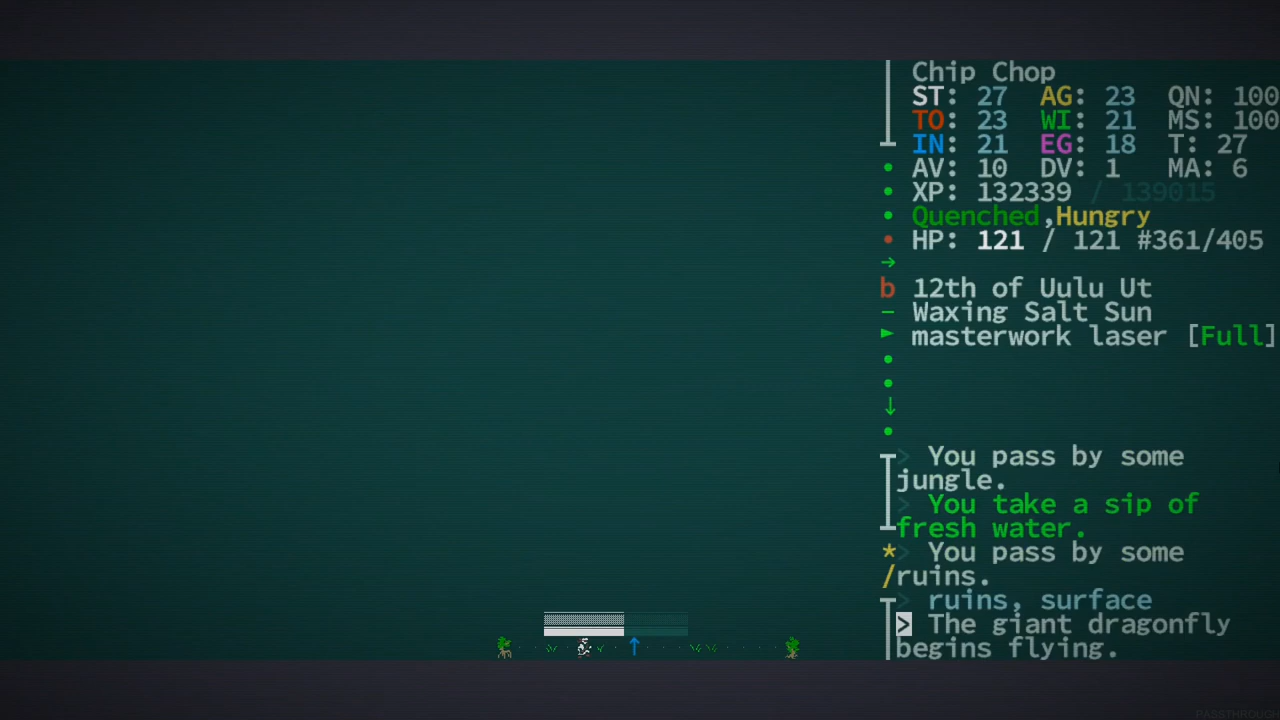 Chip Chop
ST: 27 AG: 23 QN: 100
TO: 23 WI: 21 MS: 100
IN: 21 EG: 18 T: 27
AV: 10 DV: 1 MA: 6
XP: 132339 / 139015
Quenched,Hungry
HP: 121 / 121 #361/405
b 12th of Uulu Ut
Waxing Salt Sun
masterwork laser [Full]
> You pass by some
jungle.
> You take a sip of
fresh water.
* > You pass by some
/ruins.
> ruins, surface
> The giant dragonfly
begins flying.
PASSTHROUGH